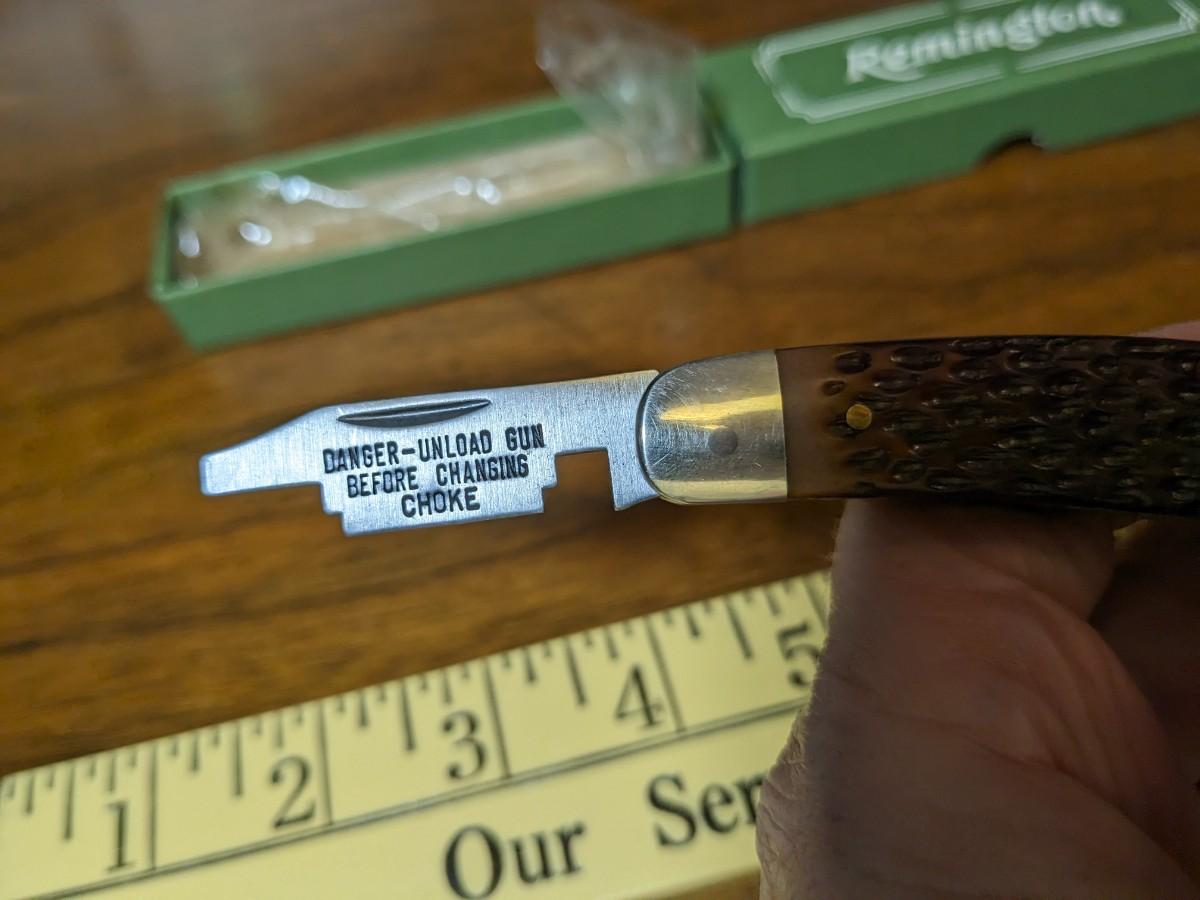 Remington®
DANGER-UNLOAD GUN
BEFORE CHANGING
CHOKE
1 2 3 4 5
Our Ser